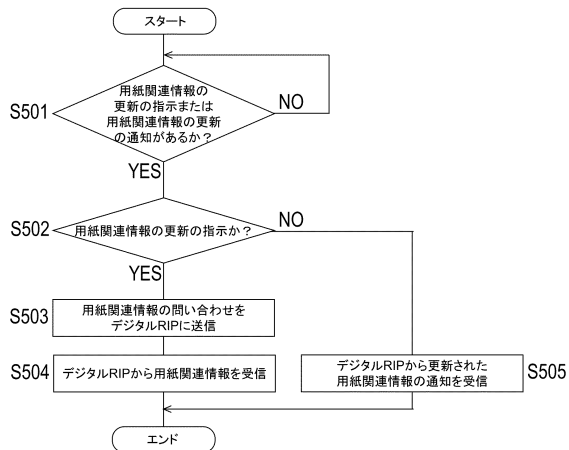 スタート
用紙関連情報の
更新の指示または
用紙関連情報の更新
の通知があるか？
S501
NO
YES
S502
用紙関連情報の更新の指示か？
NO
YES
S503
用紙関連情報の問い合わせを
デジタルRIPに送信
S504
デジタルRIPから用紙関連情報を受信
デジタルRIPから更新された
用紙関連情報の通知を受信
S505
エンド